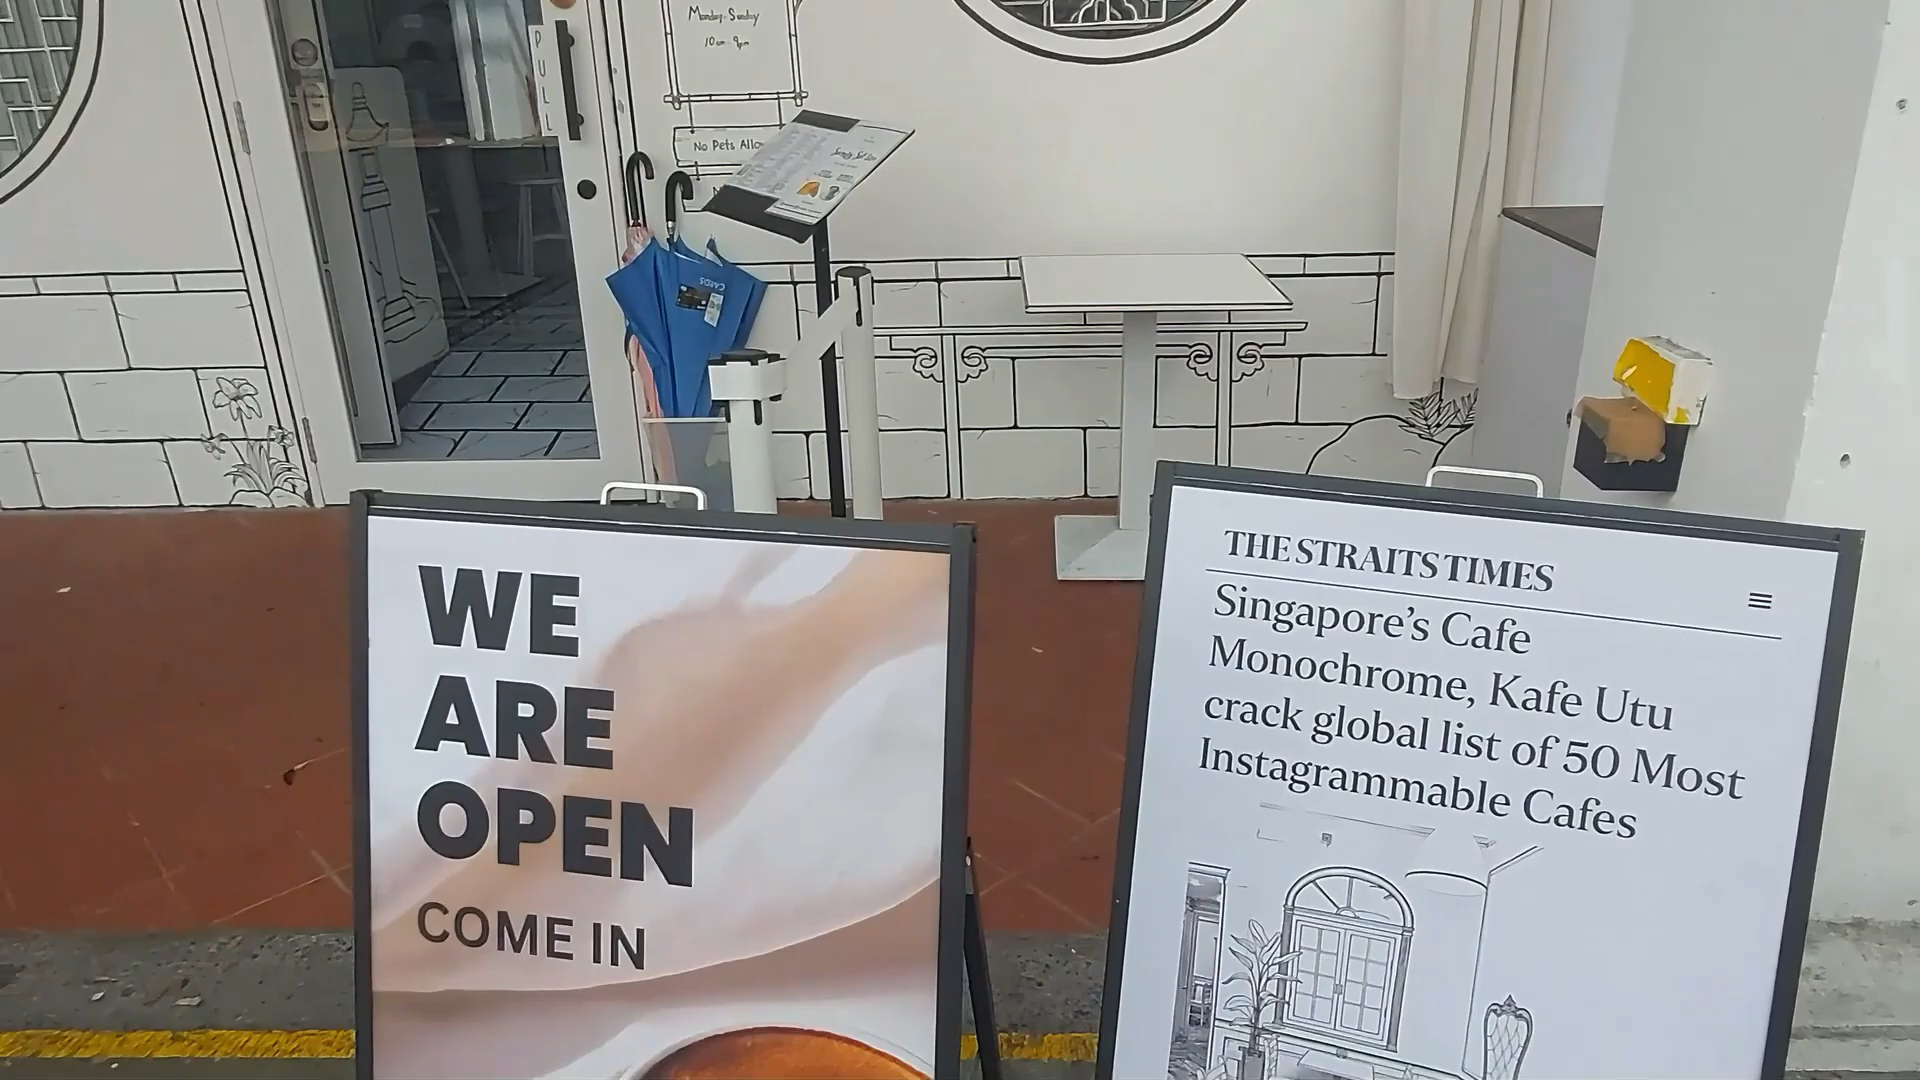 Monday-Sunday
10am-9pm
PULL
No Pets Allo
CARDS
WE
ARE
OPEN
COME IN
THE STRAITS TIMES
Singapore's Cafe
Monochrome, Kafe Utu
crack global list of 50 Most
Instagrammable Cafes